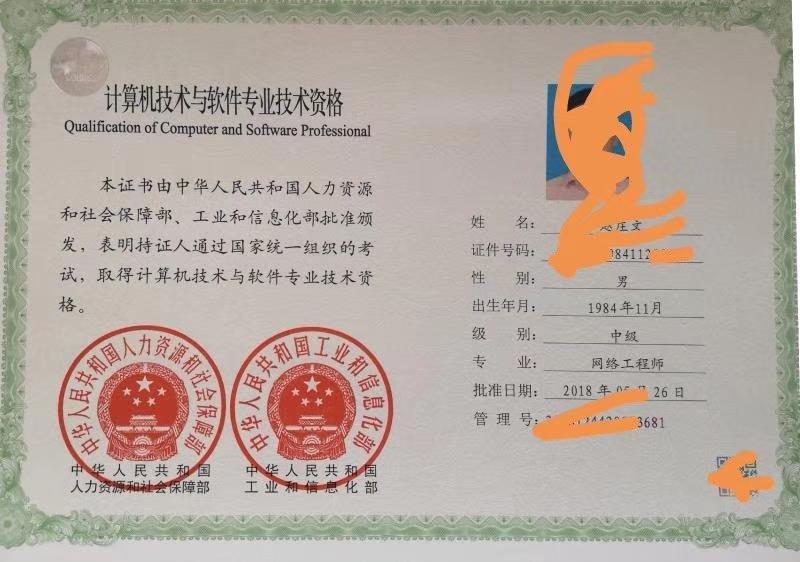 计算机技术与软件专业技术资格
Qualification of Computer and Software Professional
本证书由中华人民共和国人力资源
和社会保障部、工业和信息化部批准颁
发，表明持证人通过国家统一组织的考
试，取得计算机技术与软件专业技术资
格。
中华人民共和国人力资源和社会保障部
中华人民共和国工业和信息化部
中华人民共和国
人力资源和社会保障部
中华人民共和国
工业和信息化部
姓 名：
证件号码：
性 别：男
出生年月：1984年11月
级 别：中级
专 业：网络工程师
批准日期：2018年 月26日
管 理 号：3681